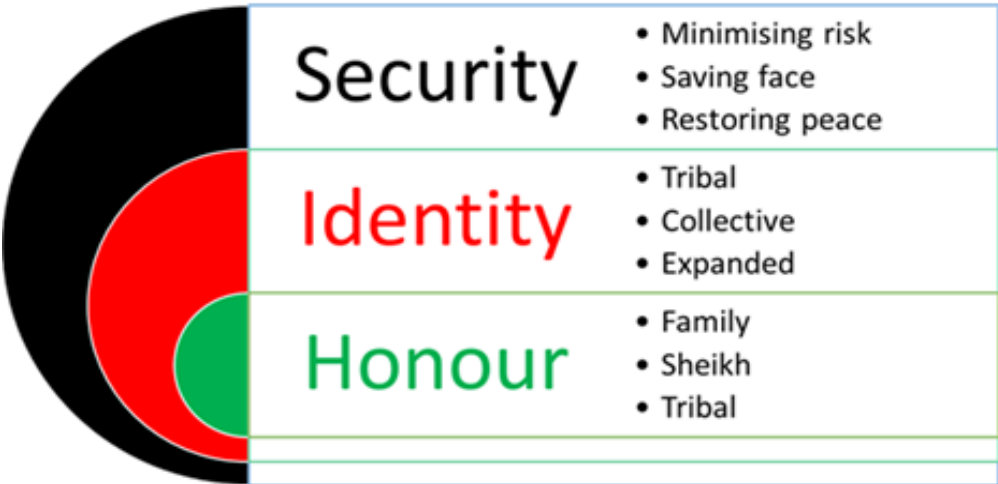 Security
• Minimising risk
• Saving face
• Restoring peace
Identity
• Tribal
• Collective
• Expanded
Honour
• Family
• Sheikh
• Tribal